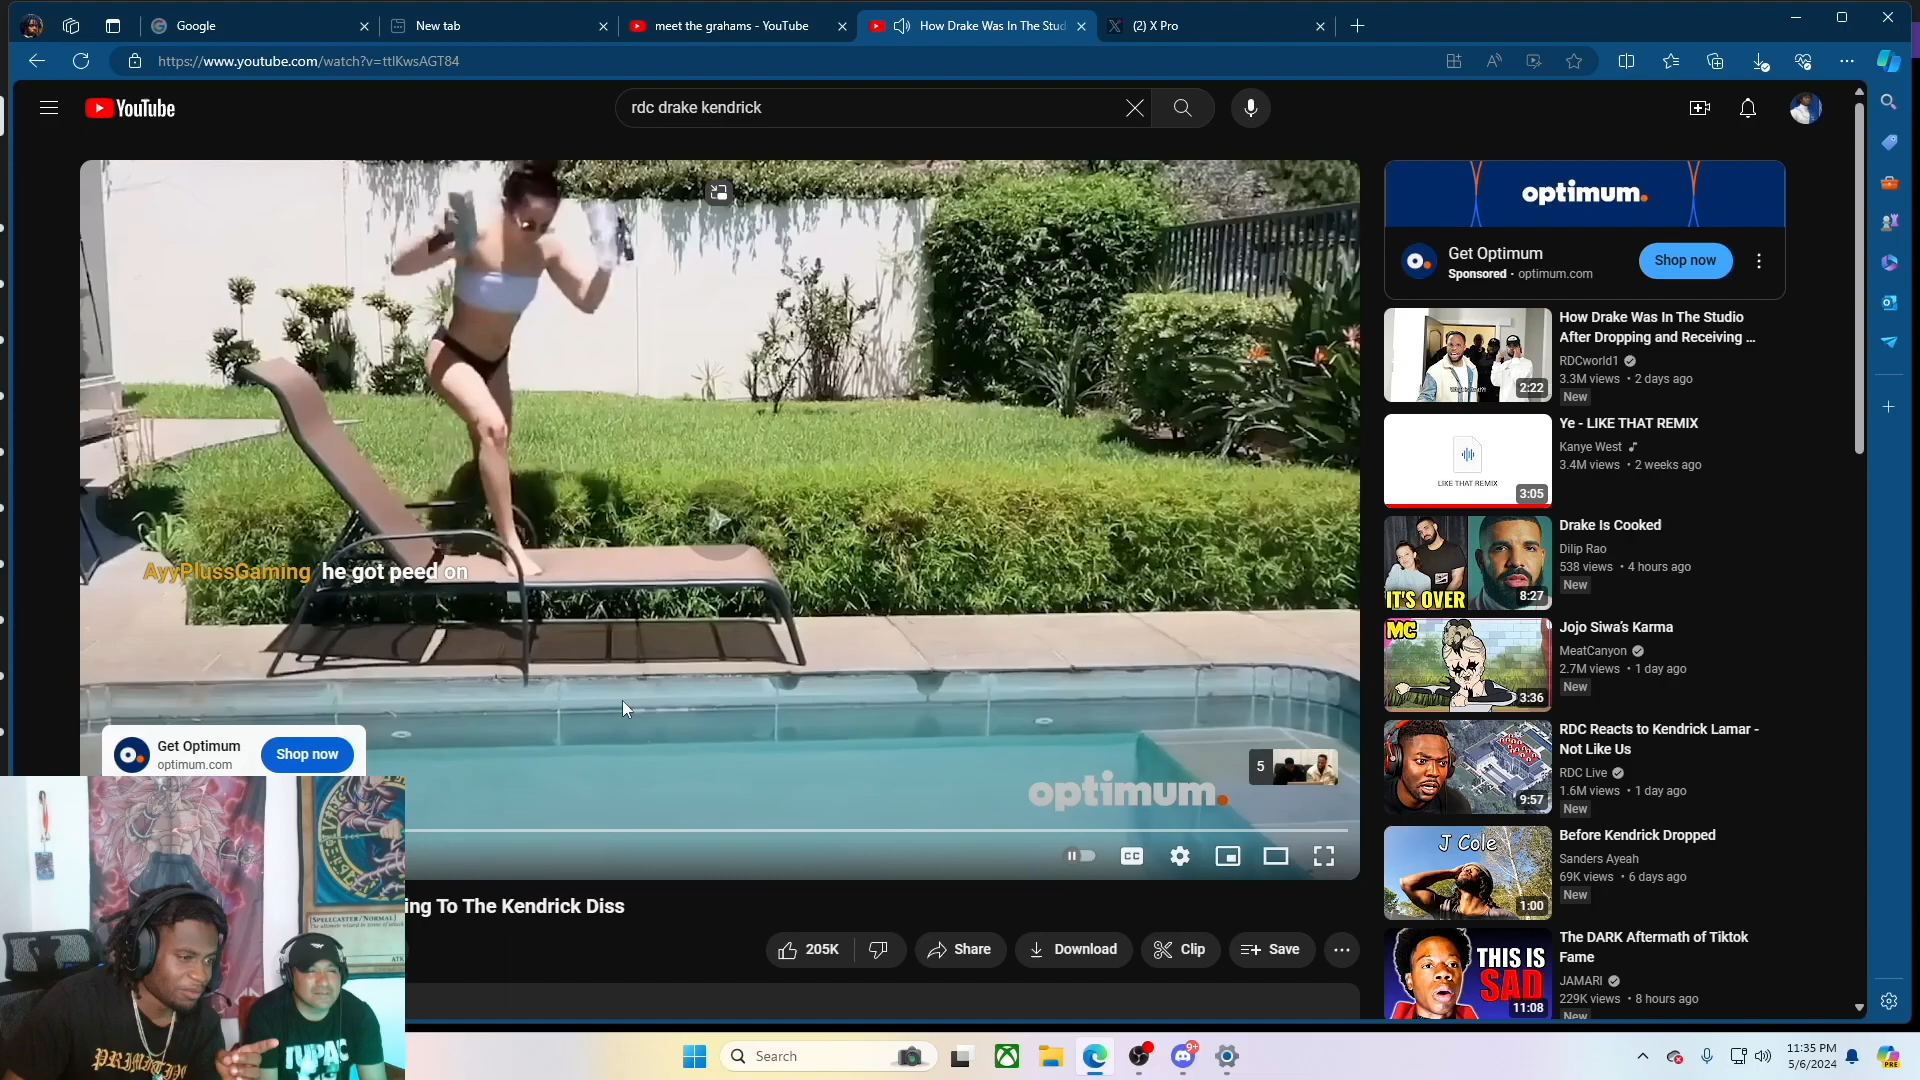 Google
New tab
meet the grahams - YouTube
How Drake Was In The Stud
(2) X Pro
https://www.youtube.com/watch?v=ttlKwsAGT84
YouTube
rdc drake kendrick
optimum.
Get Optimum
Sponsored • optimum.com
Shop now
How Drake Was In The Studio
After Dropping and Receiving ...
RDCworld1
3.3M views • 2 days ago
New
2:22
Ye - LIKE THAT REMIX
Kanye West
3.4M views • 2 weeks ago
LIKE THAT REMIX
3:05
Drake Is Cooked
Dilip Rao
538 views • 4 hours ago
New
IT'S OVER
8:27
MC
Jojo Siwa's Karma
MeatCanyon
2.7M views • 1 day ago
New
3:36
RDC Reacts to Kendrick Lamar -
Not Like Us
RDC Live
1.6M views • 1 day ago
New
9:57
J Cole
Before Kendrick Dropped
Sanders Ayeah
69K views • 6 days ago
New
1:00
THIS IS
SAD
11:08
The DARK Aftermath of Tiktok
Fame
JAMARI
229K views • 8 hours ago
New
AyyPlussGaming he got peed on
Get Optimum
optimum.com
Shop now
5
optimum.
CC
ing To The Kendrick Diss
205K
Share
Download
Clip
Save
[SPELLCASTER/NORMAL]
PRIMITIV
TUPAC
Search
9+
11:35 PM
5/6/2024
PRE